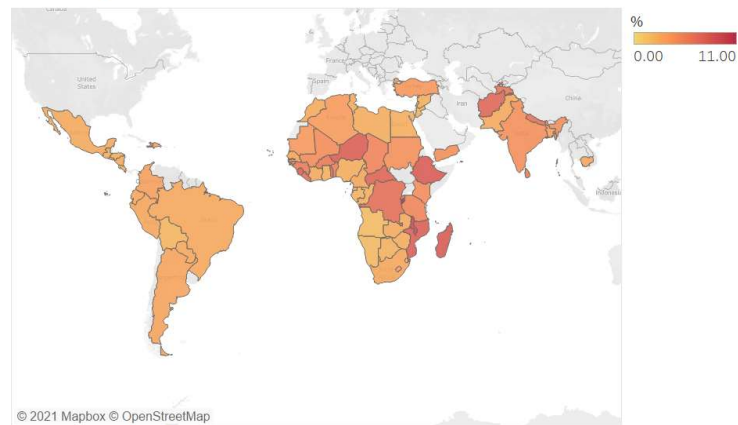 Canada
%
0.00 11.00
United
States
France
Spain
Iran
China
Indonesia
© 2021 Mapbox © OpenStreetMap